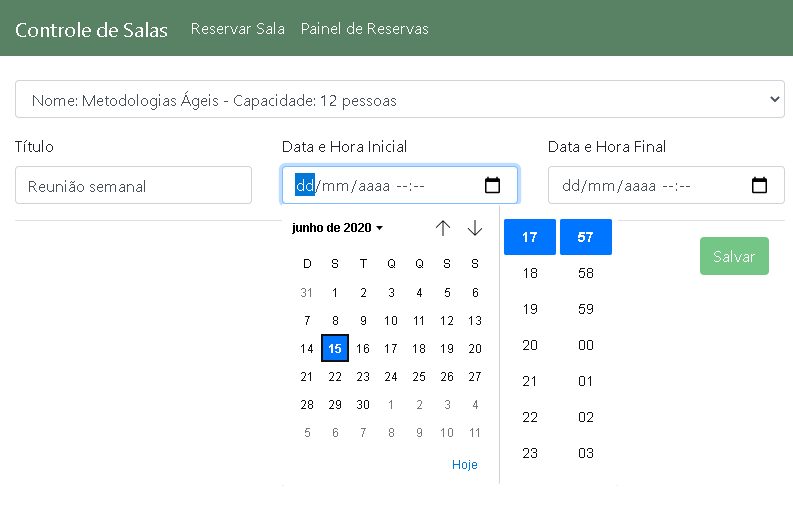 Controle de Salas Reservar Sala Painel de Reservas
Nome: Metodologias Ágeis - Capacidade: 12 pessoas
Título Data e Hora Inicial Data e Hora Final
Reunião semanal dd/mm/aaaa --:-- dd/mm/aaaa --:--
junho de 2020
D S T Q Q S S
31 1 2 3 4 5 6
7 8 9 10 11 12 13
14 15 16 17 18 19 20
21 22 23 24 25 26 27
28 29 30 1 2 3 4
5 6 7 8 9 10 11
Hoje
17 57
18 58
19 59
20 00
21 01
22 02
23 03
Salvar